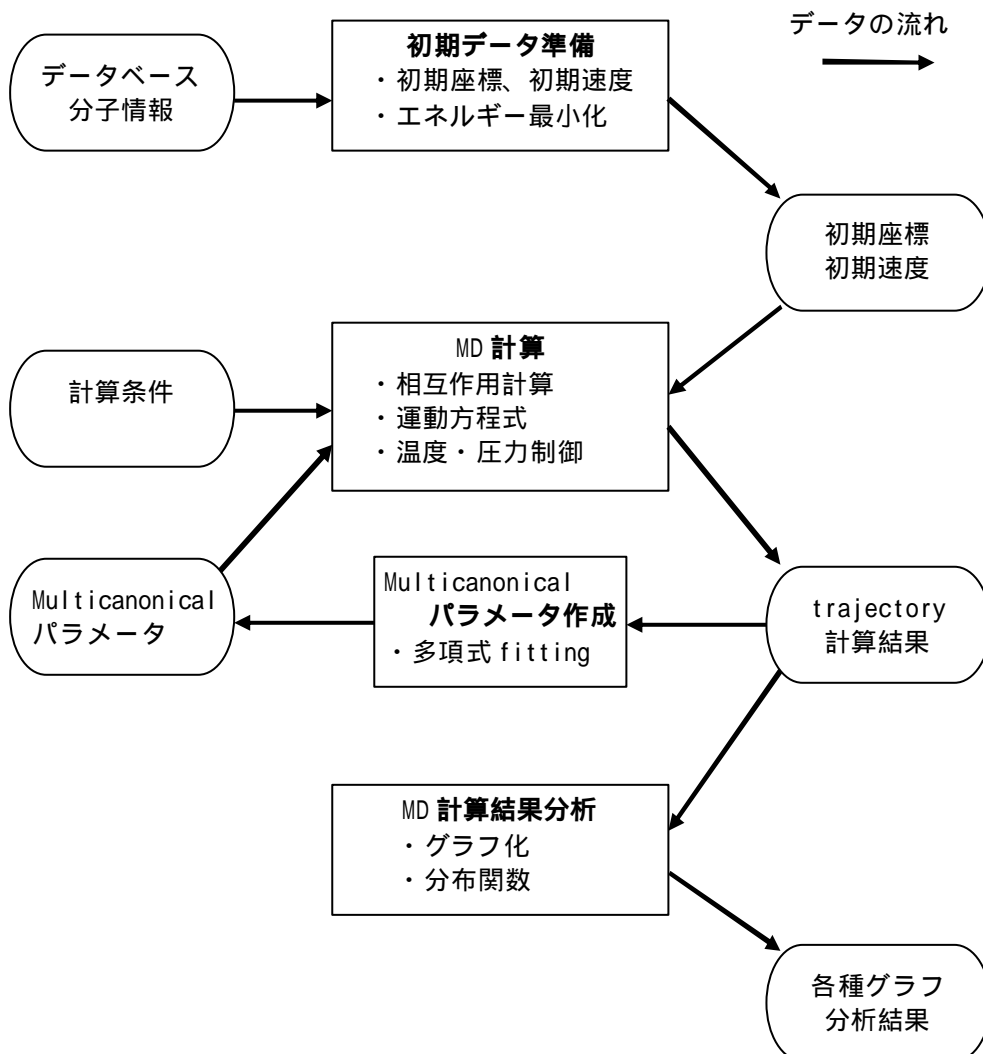 データの流れ
データベース
分子情報
初期データ準備
・初期座標、初期速度
・エネルギー最小化
初期座標
初期速度
計算条件
MD 計算
・相互作用計算
・運動方程式
・温度・圧力制御
Multicanonical
パラメータ
Multicanonical
パラメータ作成
・多項式 fitting
trajectory
計算結果
MD 計算結果分析
・グラフ化
・分布関数
各種グラフ
分析結果